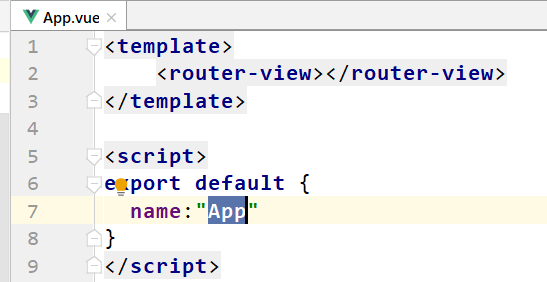 App.vue ×
1 <template>
2     <router-view></router-view>
3 </template>
4
5 <script>
6 export default {
7   name:"App"
8 }
9 </script>